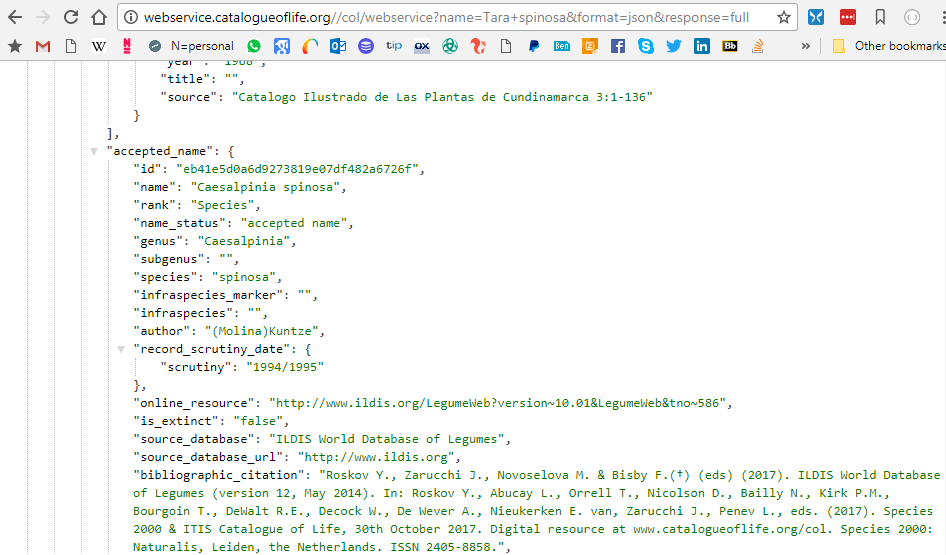 webservice.catalogueoflife.org//col/webservice?name=Tara+spinosa&format=json&response=full
W N N=personal tip OX Ben Bb » Other bookmarks
"year": "1968",
"title": "",
"source": "Catalogo Ilustrado de Las Plantas de Cundinamarca 3:1-136"
}
],
"accepted_name": {
"id": "eb41e5d0a6d9273819e07df482a6726f",
"name": "Caesalpinia spinosa",
"rank": "Species",
"name_status": "accepted name",
"genus": "Caesalpinia",
"subgenus": "",
"species": "spinosa",
"infraspecies_marker": "",
"infraspecies": "",
"author": "(Molina)Kuntze",
"record_scrutiny_date": {
"scrutiny": "1994/1995"
},
"online_resource": "http://www.ildis.org/LegumeWeb?version~10.01&LegumeWeb&tno~586",
"is_extinct": "false",
"source_database": "ILDIS World Database of Legumes",
"source_database_url": "http://www.ildis.org",
"bibliographic_citation": "Roskov Y., Zarucchi J., Novoselova M. & Bisby F.(†) (eds) (2017). ILDIS World Database
of Legumes (version 12, May 2014). In: Roskov Y., Abucay L., Orrell T., Nicolson D., Bailly N., Kirk P.M.,
Bourgoin T., DeWalt R.E., Decock W., De Wever A., Nieukerken E. van, Zarucchi J., Penev L., eds. (2017). Species
2000 & ITIS Catalogue of Life, 30th October 2017. Digital resource at www.catalogueoflife.org/col. Species 2000:
Naturalis, Leiden, the Netherlands. ISSN 2405-8858.",